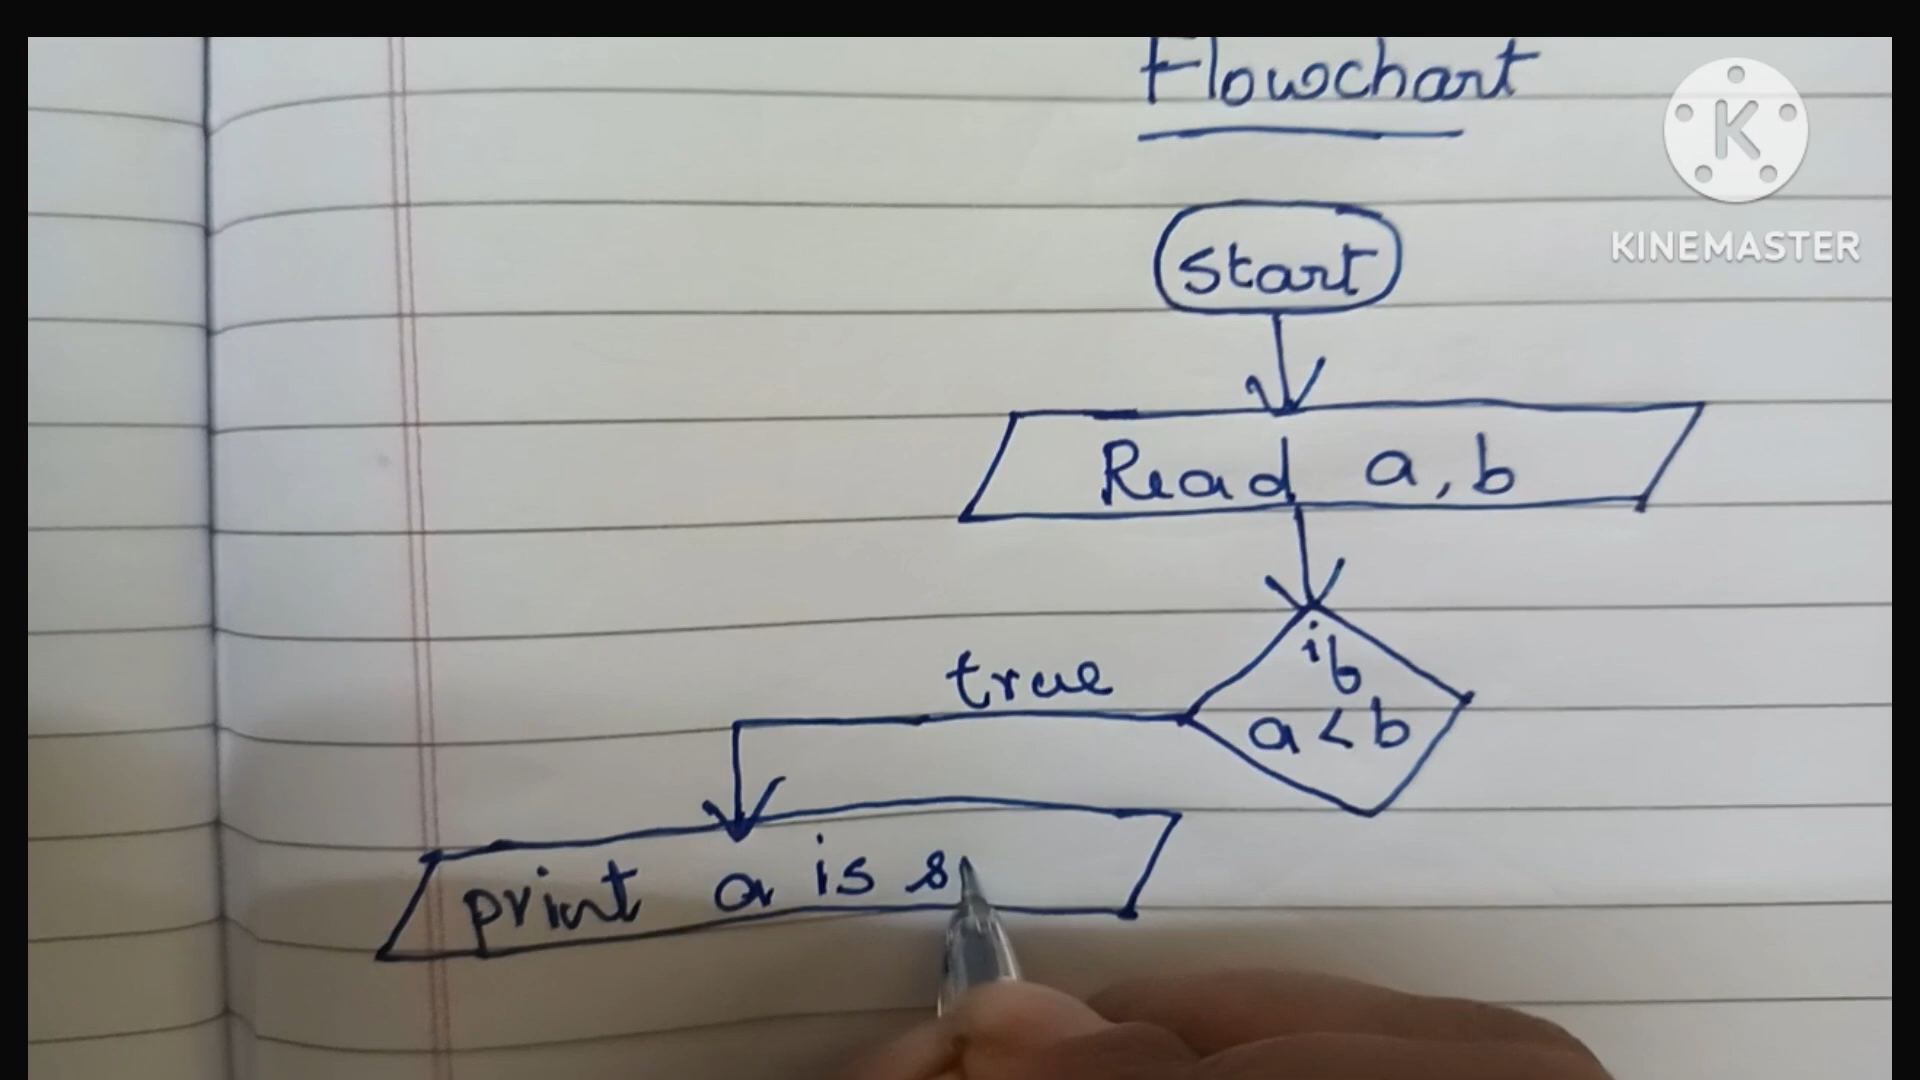 Flowchart
K
KINEMASTER
start
Read a, b
if
a < b
true
print a is s